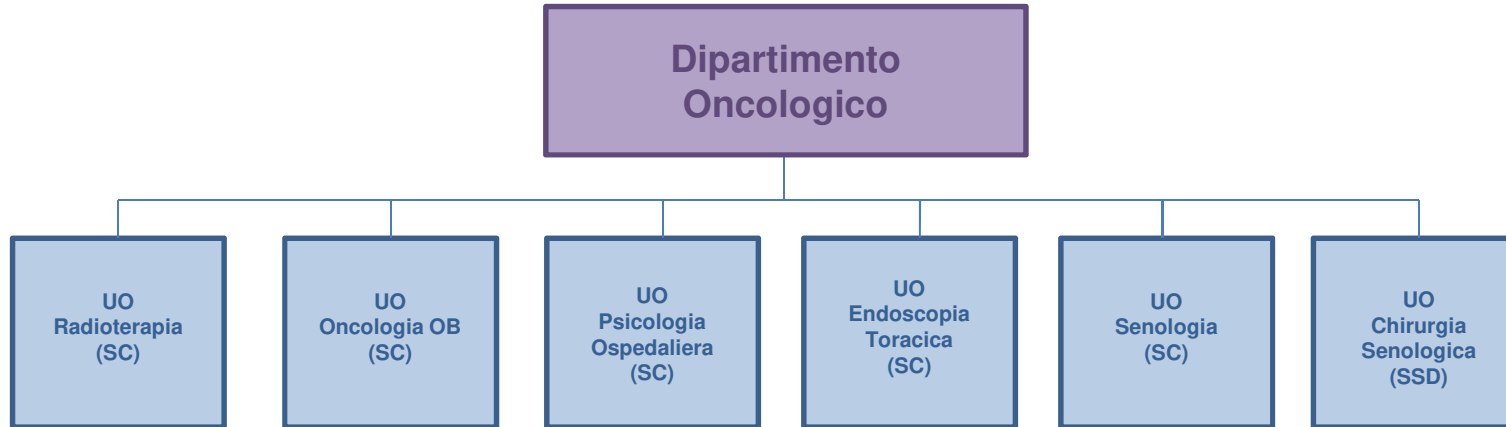 Dipartimento
Oncologico
UO
Radioterapia
(SC)
UO
Oncologia OB
(SC)
UO
Psicologia
Ospedaliera
(SC)
UO
Endoscopia
Toracica
(SC)
UO
Senologia
(SC)
UO
Chirurgia
Senologica
(SSD)